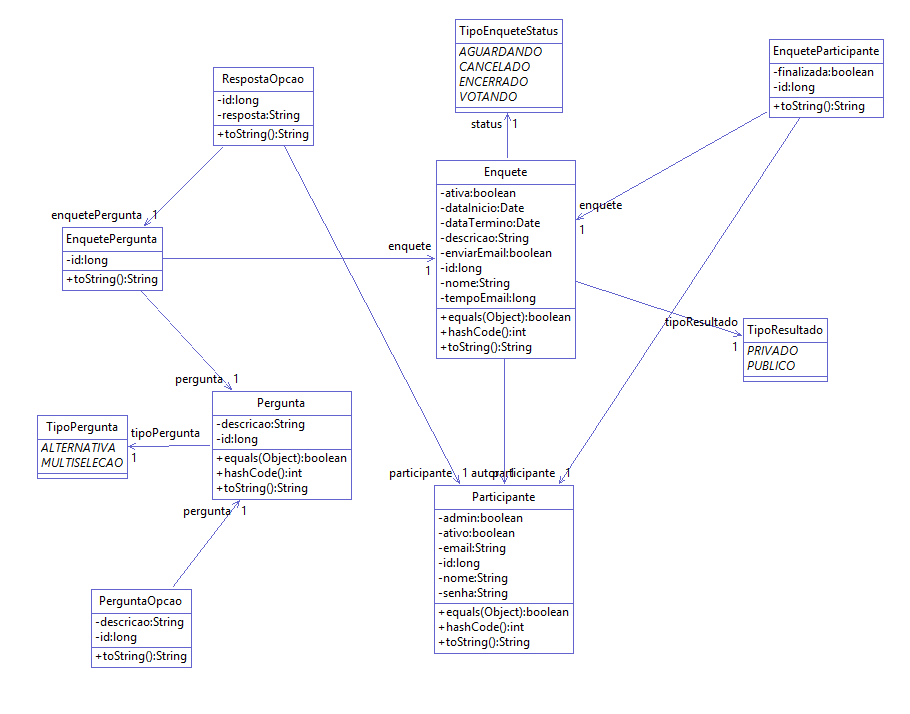 TipoEnqueteStatus
AGUARDANDO
CANCELADO
ENCERRADO
VOTANDO
status 1
EnqueteParticipante
-finalizada:boolean
-id:long
+toString():String
RespostaOpcao
-id:long
-resposta:String
+toString():String
enquetePergunta 1
EnquetePergunta
-id:long
+toString():String
enquete
1
Enquete
-ativa:boolean
-dataInicio:Date
-dataTermino:Date
-descricao:String
-enviarEmail:boolean
-id:long
-nome:String
-tempoEmail:long
+equals(Object):boolean
+hashCode():int
+toString():String
enquete
1
tipoResultado
1
TipoResultado
PRIVADO
PUBLICO
pergunta 1
Pergunta
-descricao:String
-id:long
+equals(Object):boolean
+hashCode():int
+toString():String
TipoPergunta
ALTERNATIVA
MULTISELECAO
tipoPergunta
1
pergunta 1
PerguntaOpcao
-descricao:String
-id:long
+toString():String
participante 1
autor 1
participante 1
Participante
-admin:boolean
-ativo:boolean
-email:String
-id:long
-nome:String
-senha:String
+equals(Object):boolean
+hashCode():int
+toString():String